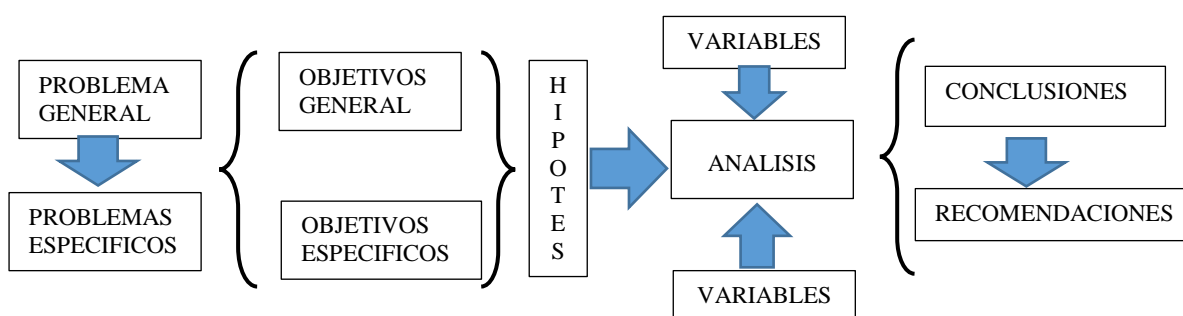 PROBLEMA
GENERAL
PROBLEMAS
ESPECIFICOS
OBJETIVOS
GENERAL
OBJETIVOS
ESPECIFICOS
H
I
P
O
T
E
S
VARIABLES
ANALISIS
VARIABLES
CONCLUSIONES
RECOMENDACIONES